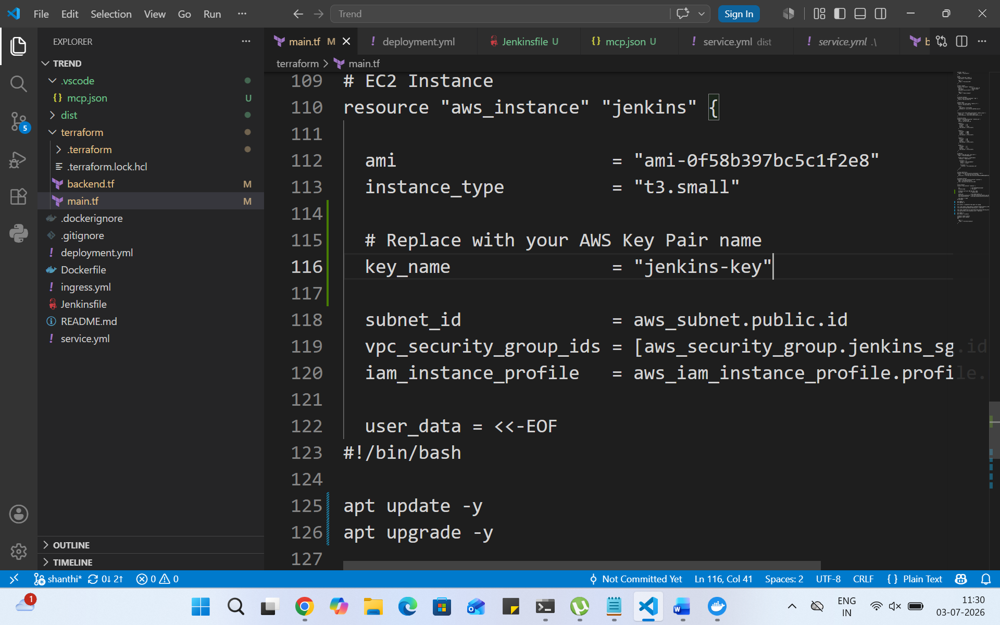 File Edit Selection View Go Run ···
Trend
Sign In
EXPLORER
main.tf M
deployment.yml
Jenkinsfile U
mcp.json U
service.yml dist
service.yml .\
terraform > main.tf
TREND
.vscode
mcp.json U
dist
terraform
.terraform
.terraform.lock.hcl
backend.tf M
main.tf M
.dockerignore
.gitignore
deployment.yml
Dockerfile
ingress.yml
Jenkinsfile
README.md
service.yml
OUTLINE
TIMELINE
5
109 # EC2 Instance
110 resource "aws_instance" "jenkins" {
111
112 ami = "ami-0f58b397bc5c1f2e8"
113 instance_type = "t3.small"
114
115 # Replace with your AWS Key Pair name
116 key_name = "jenkins-key"
117
118 subnet_id = aws_subnet.public.id
119 vpc_security_group_ids = [aws_security_group.jenkins_sg.id
120 iam_instance_profile = aws_iam_instance_profile.profile.
121
122 user_data = <<-EOF
123 #!/bin/bash
124
125 apt update -y
126 apt upgrade -y
127
shanthi* 0↓ 2↑ 0 0
Not Committed Yet Ln 116, Col 41 Spaces: 2 UTF-8 CRLF { } Plain Text
1
ENG
IN
11:30
03-07-2026